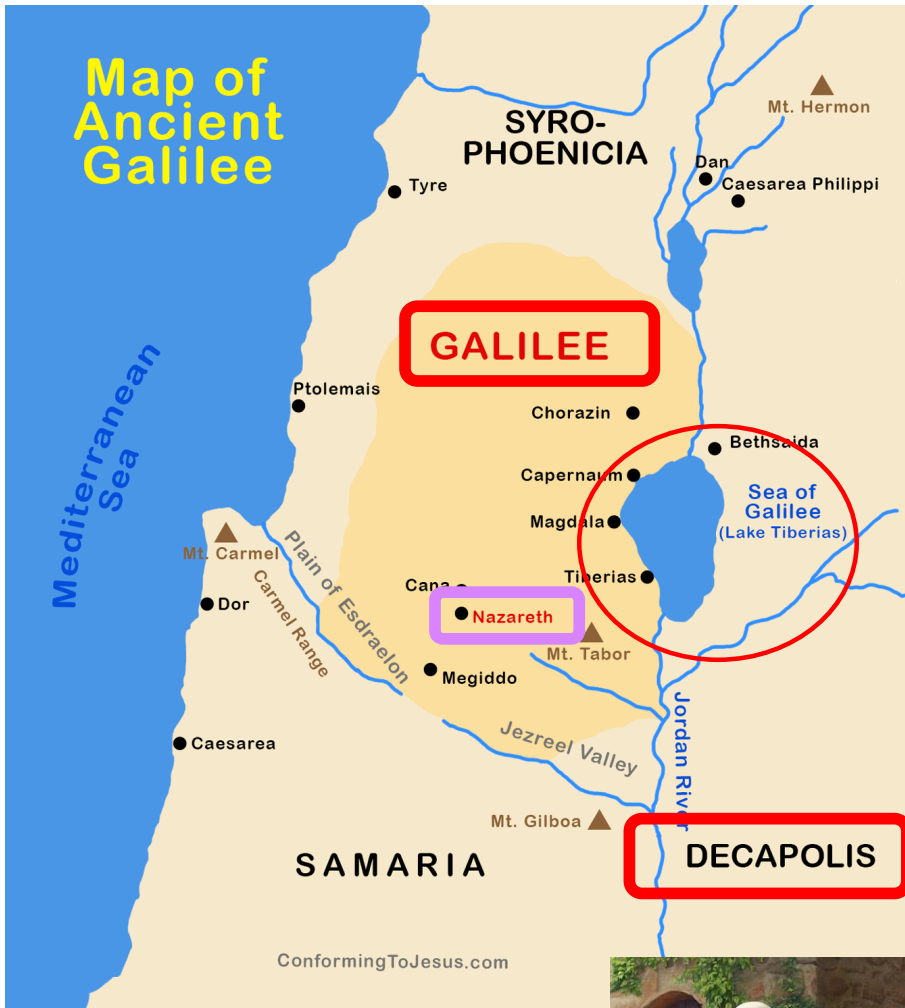 Map of
Ancient
Galilee
Mt. Hermon
SYRO-
PHOENICIA
Dan
Caesarea Philippi
Tyre
GALILEE
Ptolemais
Chorazin
Bethsaida
Capernaum
Mediterranean
Sea
Sea of
Galilee
(Lake Tiberias)
Magdala
Mt. Carmel
Plain of Esdraelon
Carmel Range
Tiberias
Cana
Dor
Nazareth
Mt. Tabor
Megiddo
Jordan River
Caesarea
Jezreel Valley
Mt. Gilboa
DECAPOLIS
SAMARIA
ConformingToJesus.com